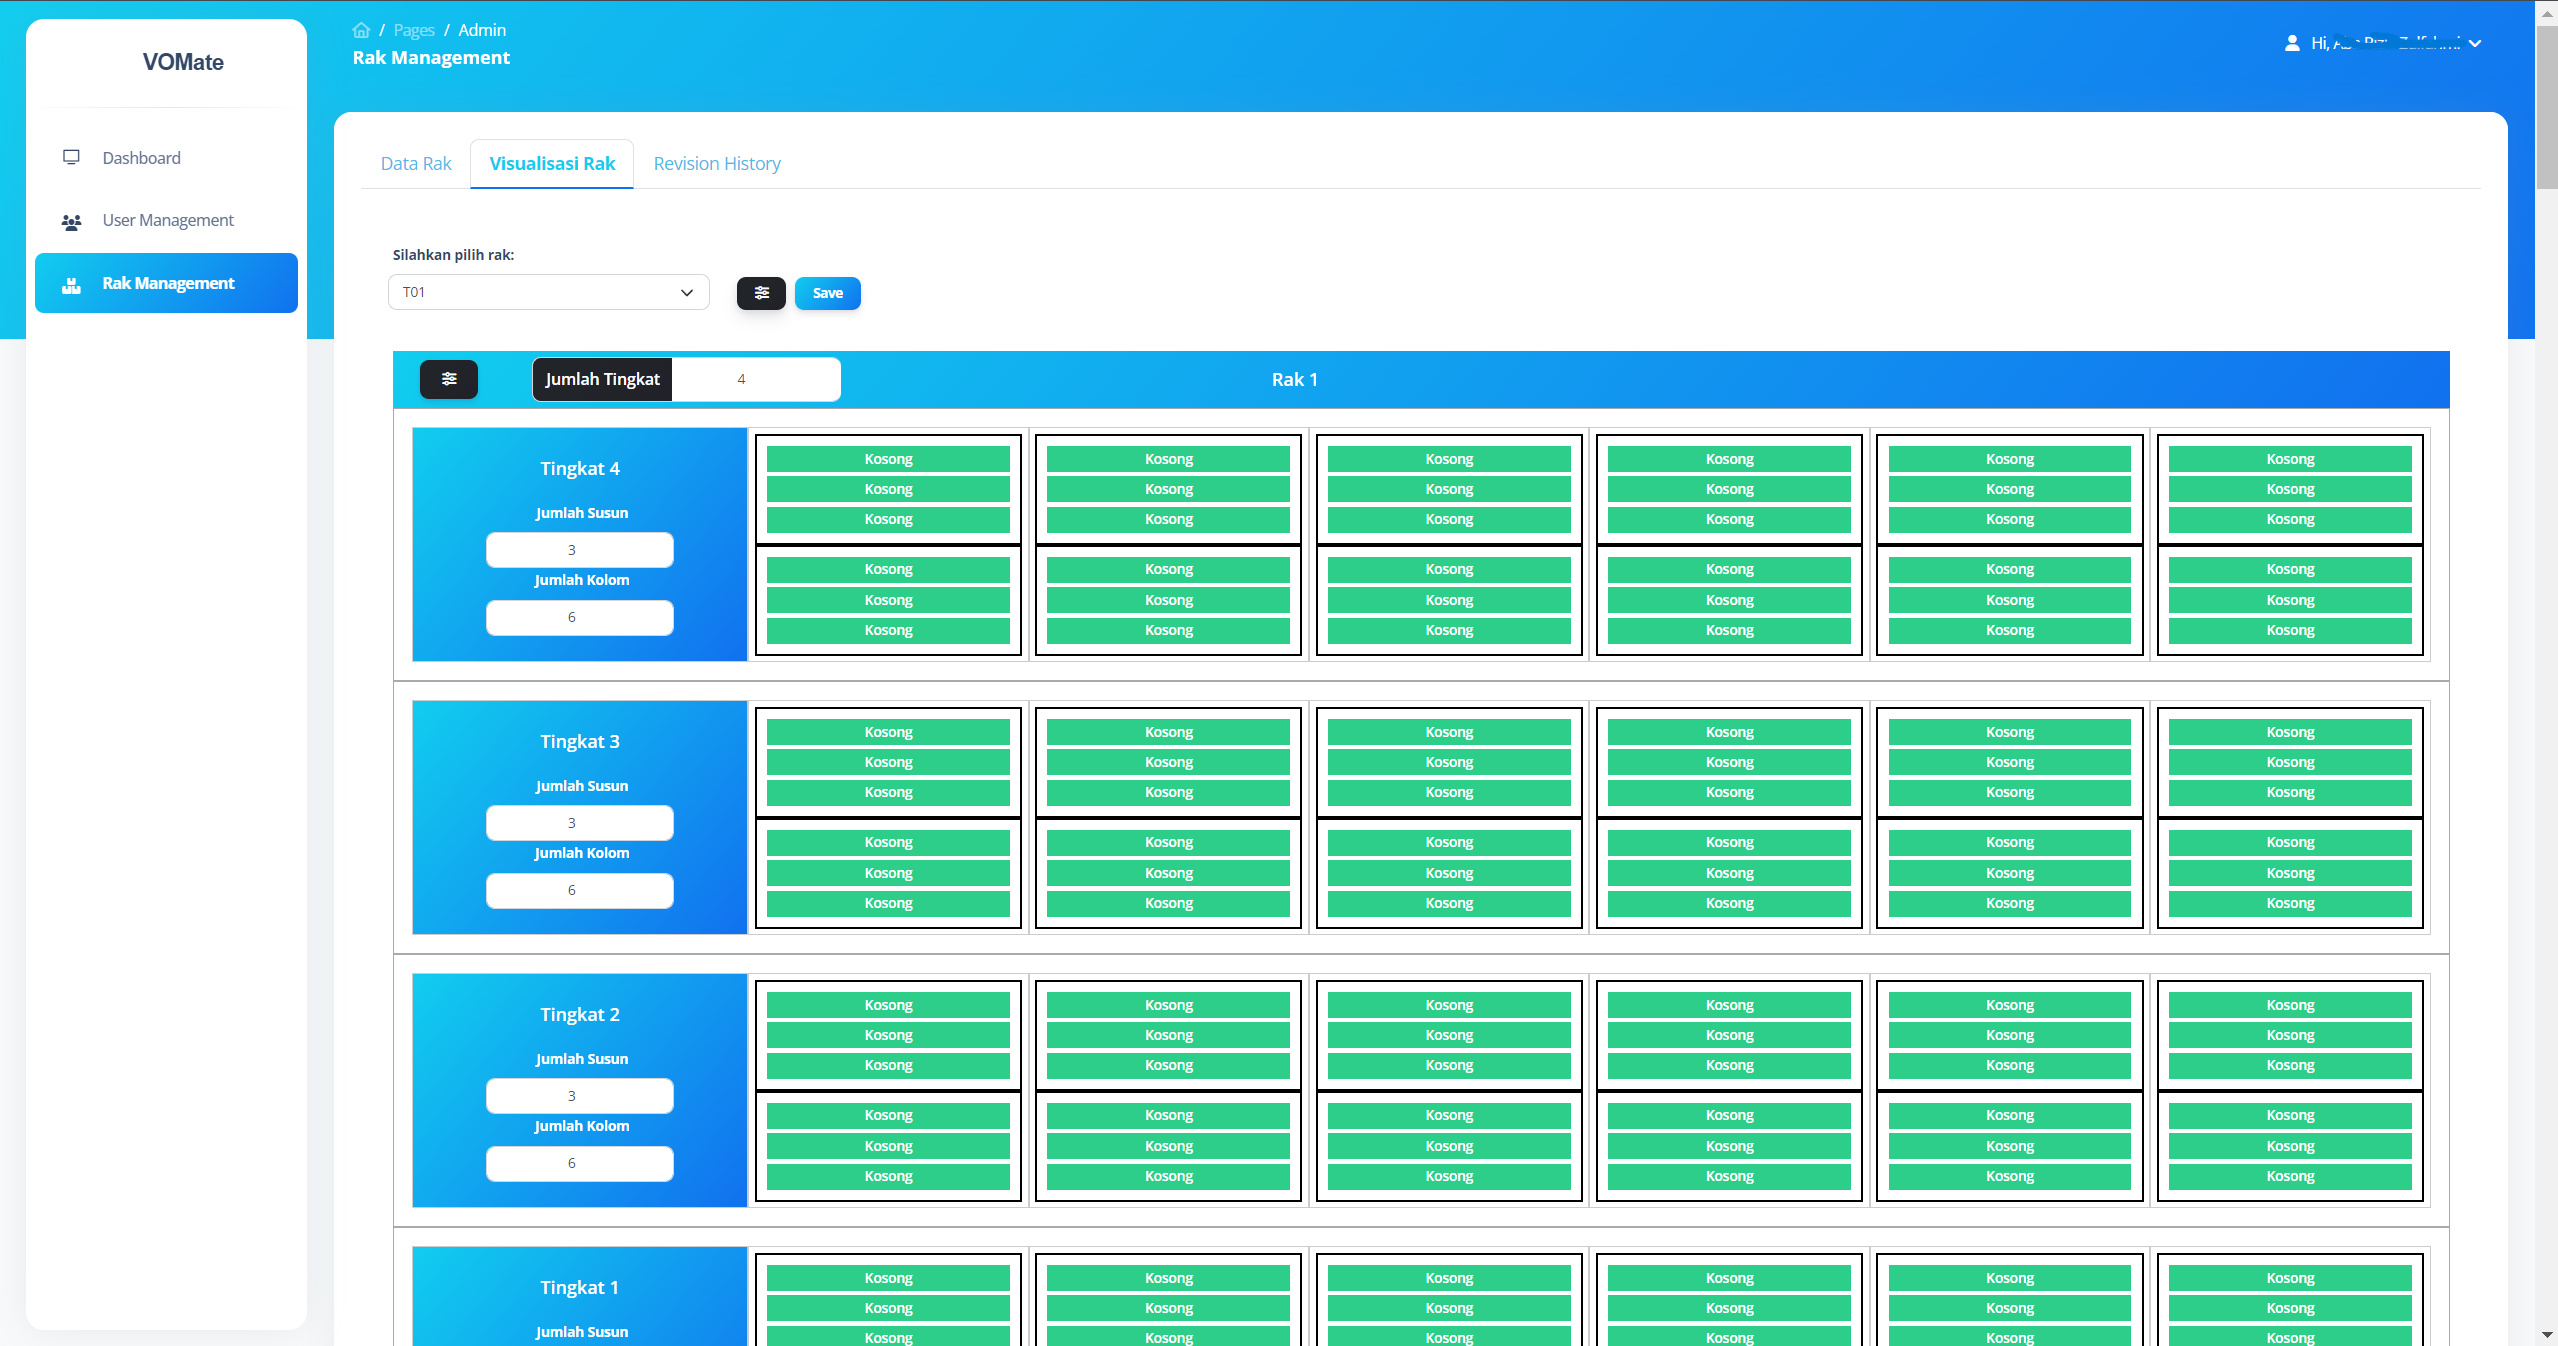 VOMate
Dashboard
User Management
Rak Management
/ Pages / Admin
Rak Management
Hi,
Data Rak
Visualisasi Rak
Revision History
Silahkan pilih rak:
T01
Save
Jumlah Tingkat 4
Rak 1
Tingkat 4
Jumlah Susun
3
Jumlah Kolom
6
Kosong Kosong Kosong Kosong Kosong Kosong
Kosong Kosong Kosong Kosong Kosong Kosong
Kosong Kosong Kosong Kosong Kosong Kosong
Kosong Kosong Kosong Kosong Kosong Kosong
Kosong Kosong Kosong Kosong Kosong Kosong
Kosong Kosong Kosong Kosong Kosong Kosong
Tingkat 3
Jumlah Susun
3
Jumlah Kolom
6
Kosong Kosong Kosong Kosong Kosong Kosong
Kosong Kosong Kosong Kosong Kosong Kosong
Kosong Kosong Kosong Kosong Kosong Kosong
Kosong Kosong Kosong Kosong Kosong Kosong
Kosong Kosong Kosong Kosong Kosong Kosong
Kosong Kosong Kosong Kosong Kosong Kosong
Tingkat 2
Jumlah Susun
3
Jumlah Kolom
6
Kosong Kosong Kosong Kosong Kosong Kosong
Kosong Kosong Kosong Kosong Kosong Kosong
Kosong Kosong Kosong Kosong Kosong Kosong
Kosong Kosong Kosong Kosong Kosong Kosong
Kosong Kosong Kosong Kosong Kosong Kosong
Kosong Kosong Kosong Kosong Kosong Kosong
Tingkat 1
Jumlah Susun
Kosong Kosong Kosong Kosong Kosong Kosong
Kosong Kosong Kosong Kosong Kosong Kosong
Kosong Kosong Kosong Kosong Kosong Kosong